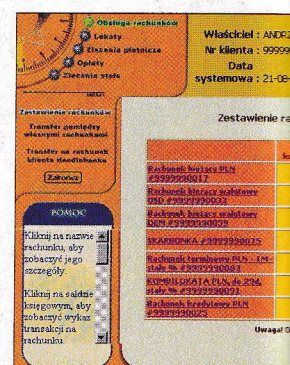 Obsługa rachunków
Lokaty
Zlecenia płatnicze
Opłaty
Zlecenia stałe
Właściciel : ANDRZ
Nr klienta : 99999
Data
systemowa : 21-08-
Zestawienie rachunków
Transfer pomiędzy
własnymi rachunkami
Transfer na rachunek
klienta Handlobanku
Zakończ
POMOC
Kliknij na nazwie
rachunku, aby
zobaczyć jego
szczegóły.
Kliknij na saldzie
księgowym, aby
zobaczyć wykaz
transakcji na
rachunku.
Zestawienie ra
Rachunek bieżący PLN
#9999990017
Rachunek bieżący walutowy
USD #9999990033
Rachunek bieżący walutowy
DEM #9999990059
SKARBONKA #9999990075
Rachunek terminowy PLN - 1M -
stałe % #9999990083
KOMBILOKATA PLN, do 29d,
stały % #9999990091
Rachunek kredytowy PLN
#9999990025
Uwaga! D